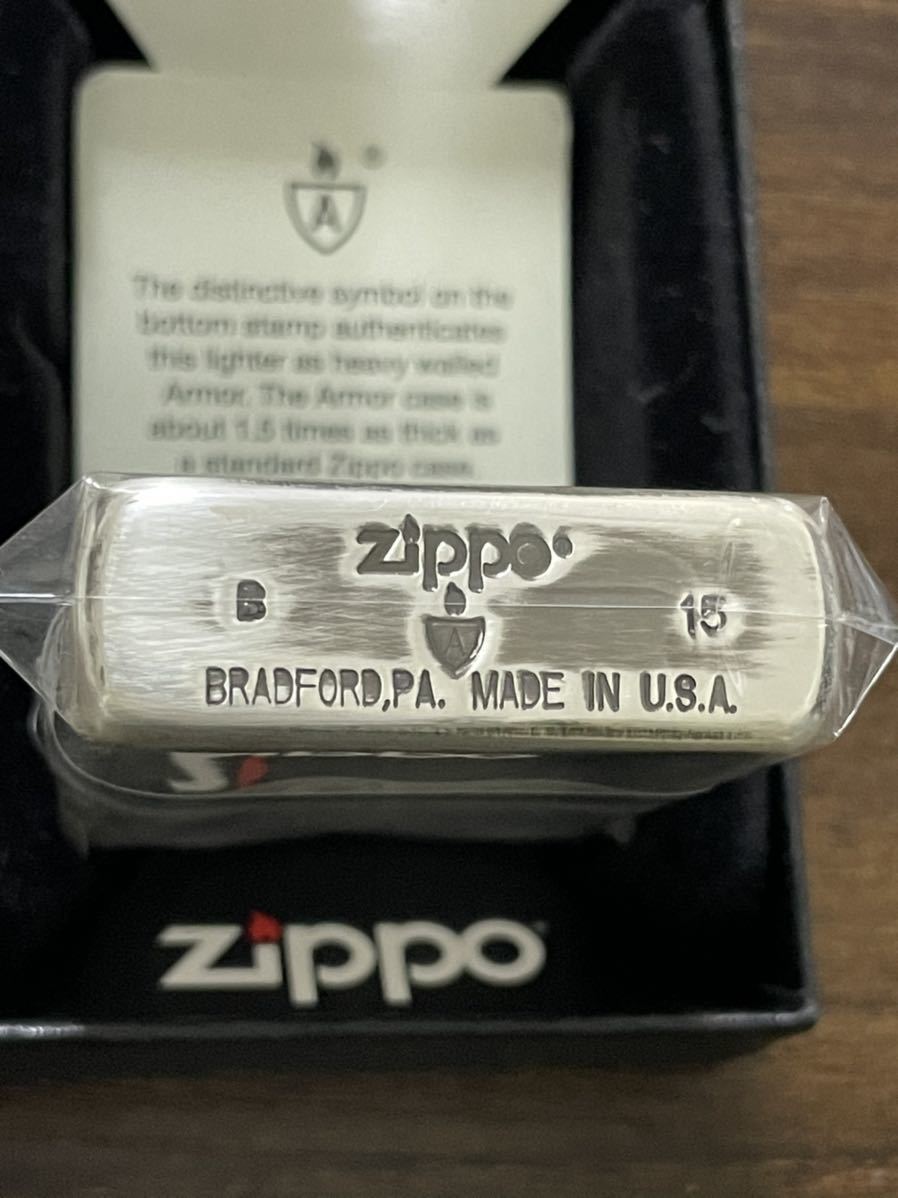 A ®
The distinctive symbol on the
bottom stamp authenticates
this lighter as heavy walled
Armor. The Armor case is
about 1.5 times as thick as
a standard Zippo case.
zippo
B A 15
BRADFORD,PA. MADE IN U.S.A.
zippo